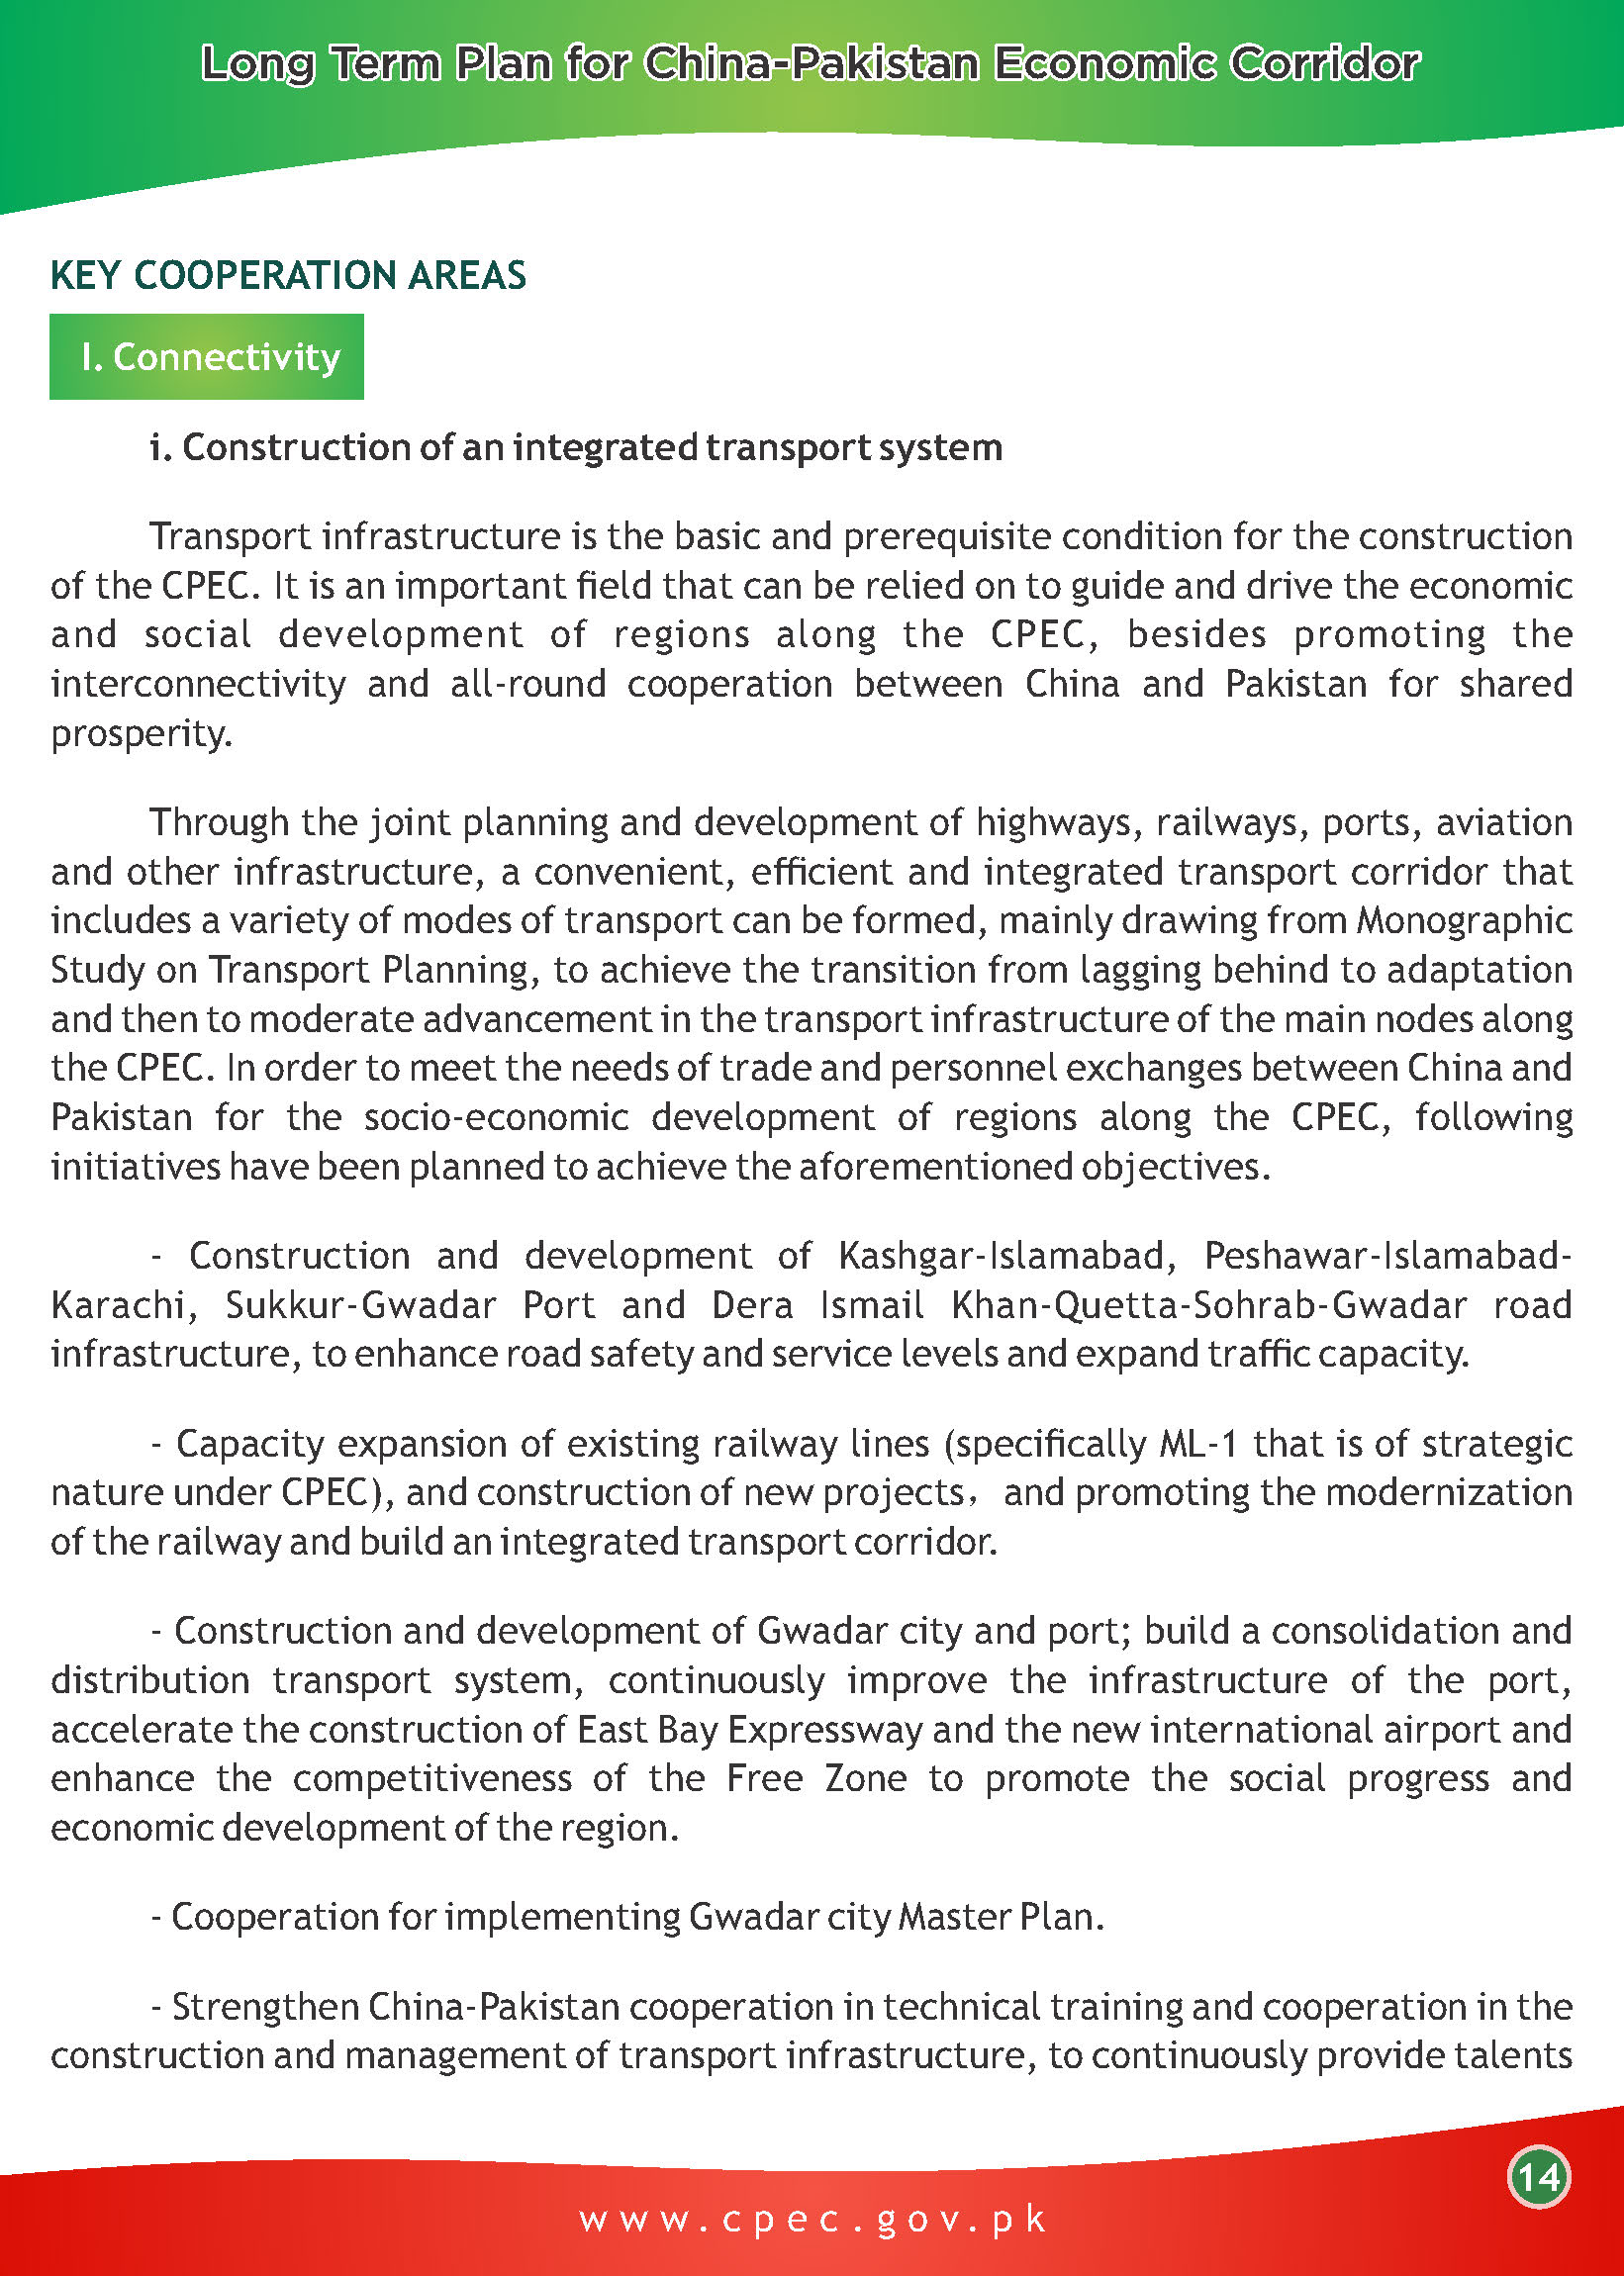 Long Term Plan for China-Pakistan Economic Corridor
KEY COOPERATION AREAS
I. Connectivity
i. Construction of an integrated transport system
Transport infrastructure is the basic and prerequisite condition for the construction
of the CPEC. It is an important field that can be relied on to guide and drive the economic
and social development of regions along the CPEC, besides promoting the
interconnectivity and all-round cooperation between China and Pakistan for shared
prosperity.
Through the joint planning and development of highways, railways, ports, aviation
and other infrastructure, a convenient, efficient and integrated transport corridor that
includes a variety of modes of transport can be formed, mainly drawing from Monographic
Study on Transport Planning, to achieve the transition from lagging behind to adaptation
and then to moderate advancement in the transport infrastructure of the main nodes along
the CPEC. In order to meet the needs of trade and personnel exchanges between China and
Pakistan for the socio-economic development of regions along the CPEC, following
initiatives have been planned to achieve the aforementioned objectives.
- Construction and development of Kashgar-Islamabad, Peshawar-Islamabad-
Karachi, Sukkur-Gwadar Port and Dera Ismail Khan-Quetta-Sohrab-Gwadar road
infrastructure, to enhance road safety and service levels and expand traffic capacity.
- Capacity expansion of existing railway lines (specifically ML-1 that is of strategic
nature under CPEC), and construction of new projects， and promoting the modernization
of the railway and build an integrated transport corridor.
- Construction and development of Gwadar city and port; build a consolidation and
distribution transport system, continuously improve the infrastructure of the port,
accelerate the construction of East Bay Expressway and the new international airport and
enhance the competitiveness of the Free Zone to promote the social progress and
economic development of the region.
- Cooperation for implementing Gwadar city Master Plan.
- Strengthen China-Pakistan cooperation in technical training and cooperation in the
construction and management of transport infrastructure, to continuously provide talents
14
www.cpec.gov.pk